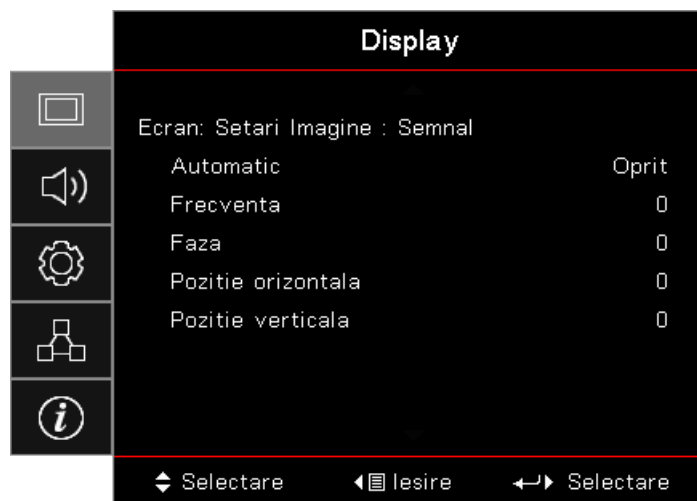 Display
Ecran: Setari Imagine : Semnal
Automatic Oprit
Frecventa 0
Faza 0
Pozitie orizontala 0
Pozitie verticala 0
Selectare Iesire Selectare